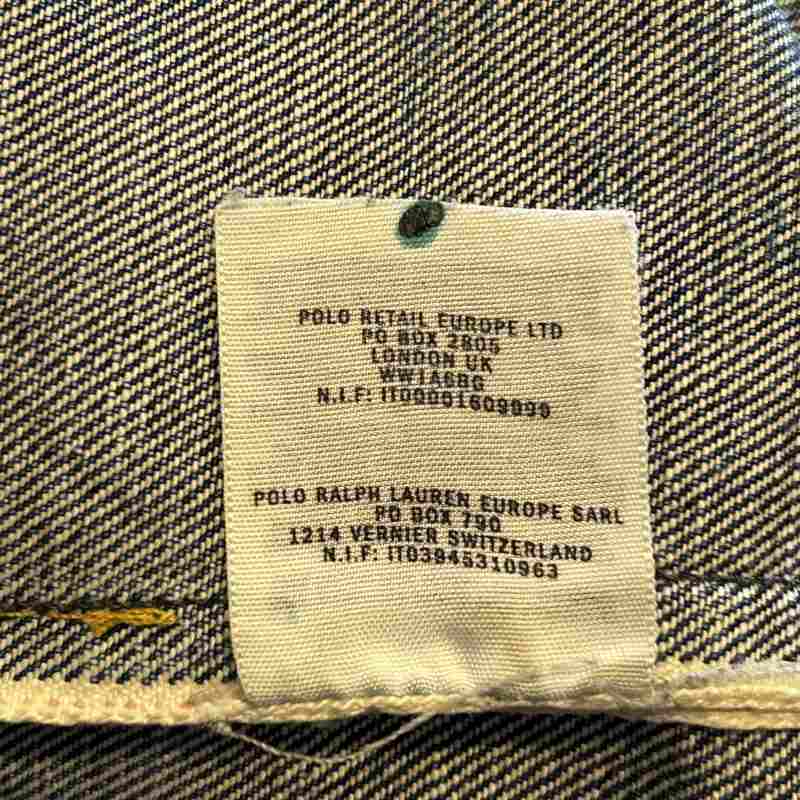 POLO RETAIL EUROPE LTD
PO BOX 2805
LONDON UK
WW1A6BG
N.I.F: IT00051609999
POLO RALPH LAUREN EUROPE SARL
PO BOX 790
1214 VERNIER SWITZERLAND
N.I.F: IT03945310963